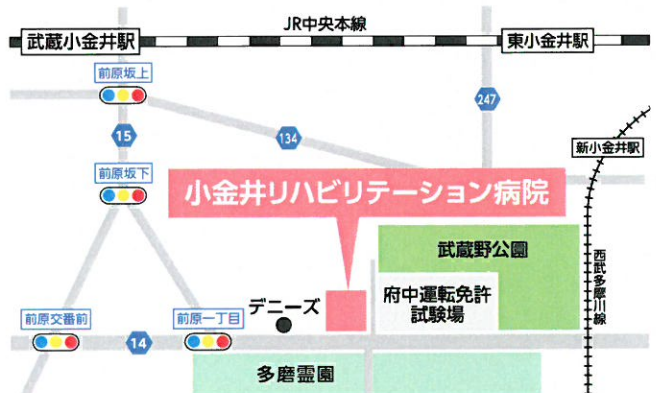 JR中央本線
武蔵小金井駅
東小金井駅
前原坂上
247
15
134
新小金井駅
前原坂下
小金井リハビリテーション病院
武蔵野公園
西武多摩川線
府中運転免許
試験場
デニーズ
前原交番前
前原一丁目
14
多磨霊園